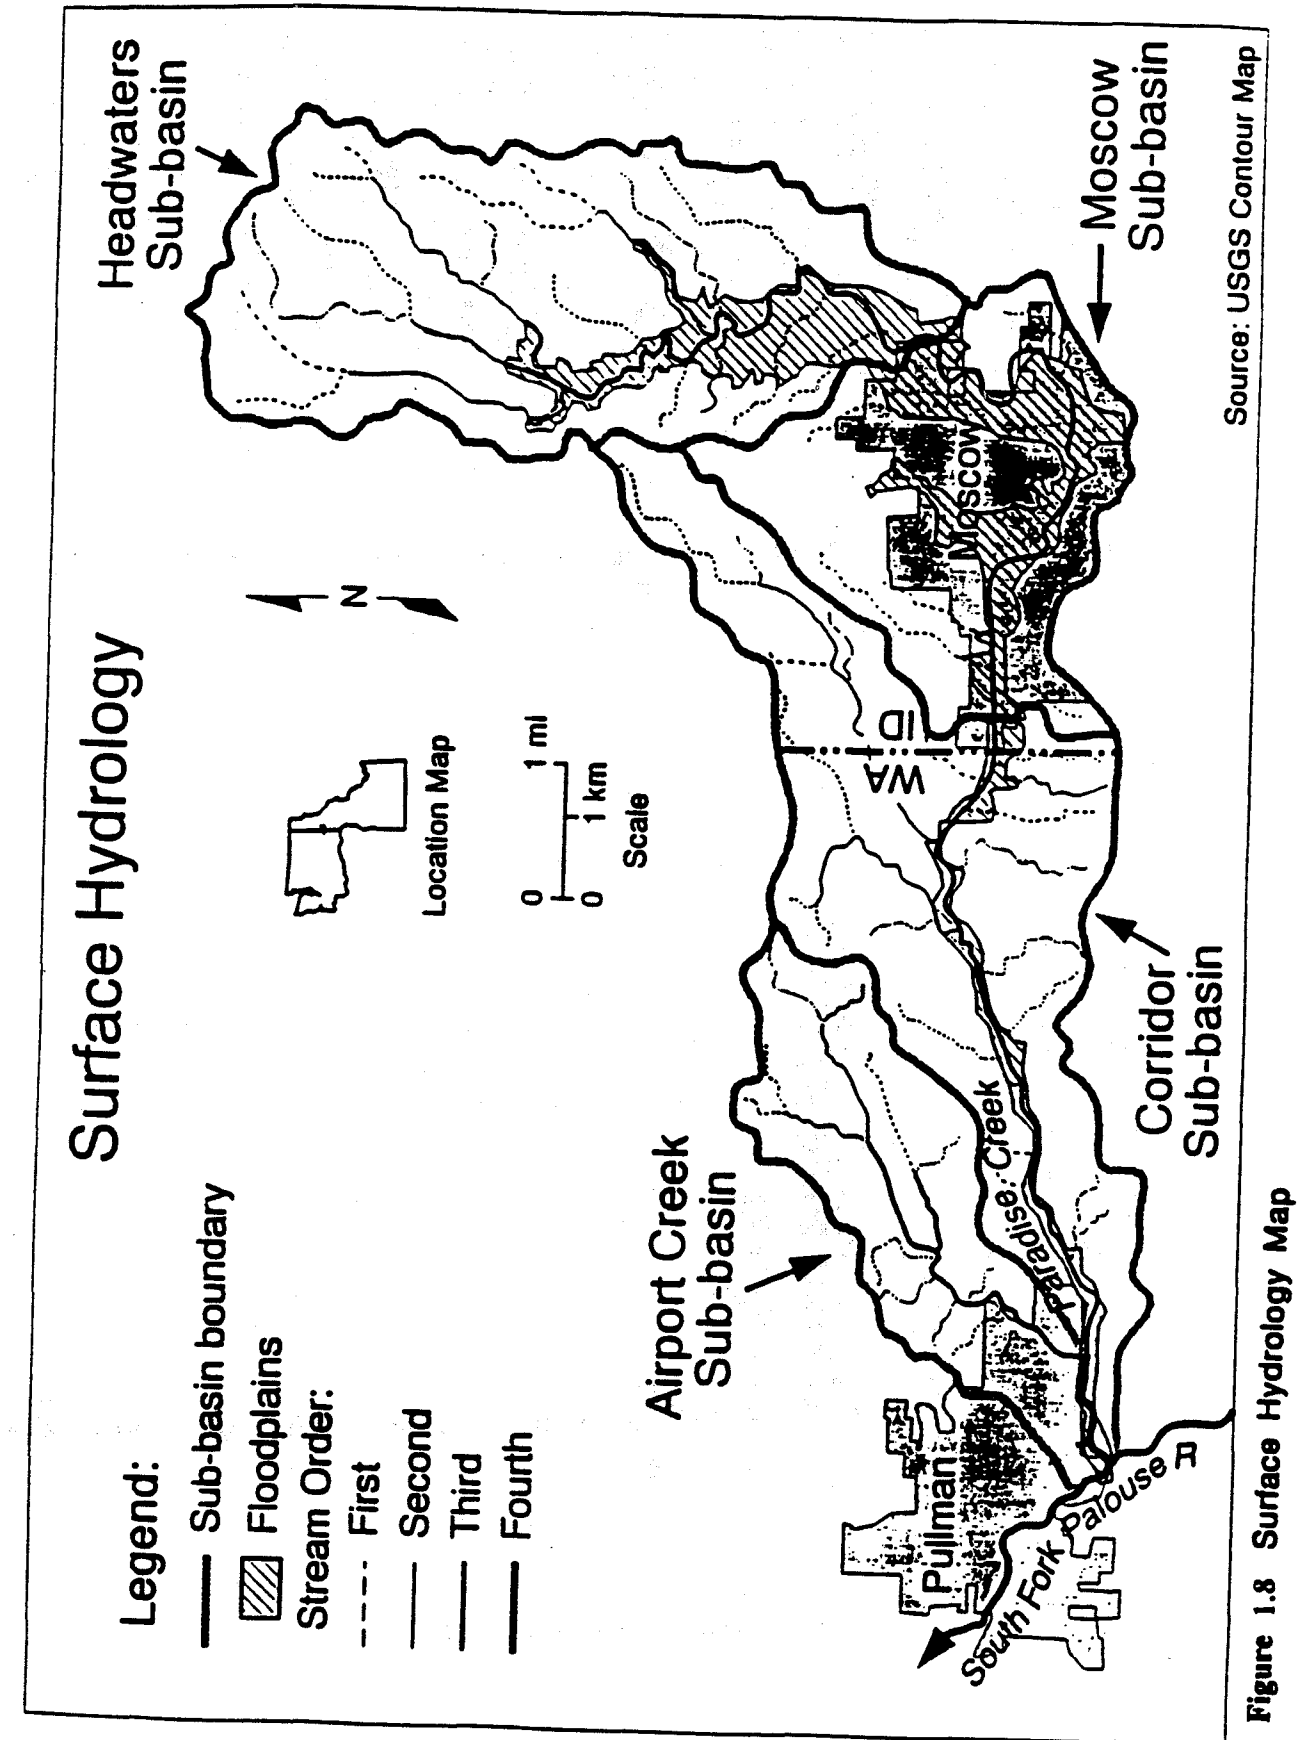 Surface Hydrology
Legend:
Sub-basin boundary
Floodplains
Stream Order:
First
Second
Third
Fourth
Location Map
0 1 mi
0 1 km
Scale
N
Headwaters
Sub-basin
Airport Creek
Sub-basin
WA ID
Moscow
Pullman
Paradise Creek
South Fork Palouse R
Corridor
Sub-basin
Moscow
Sub-basin
Source: USGS Contour Map
Figure 1.8 Surface Hydrology Map